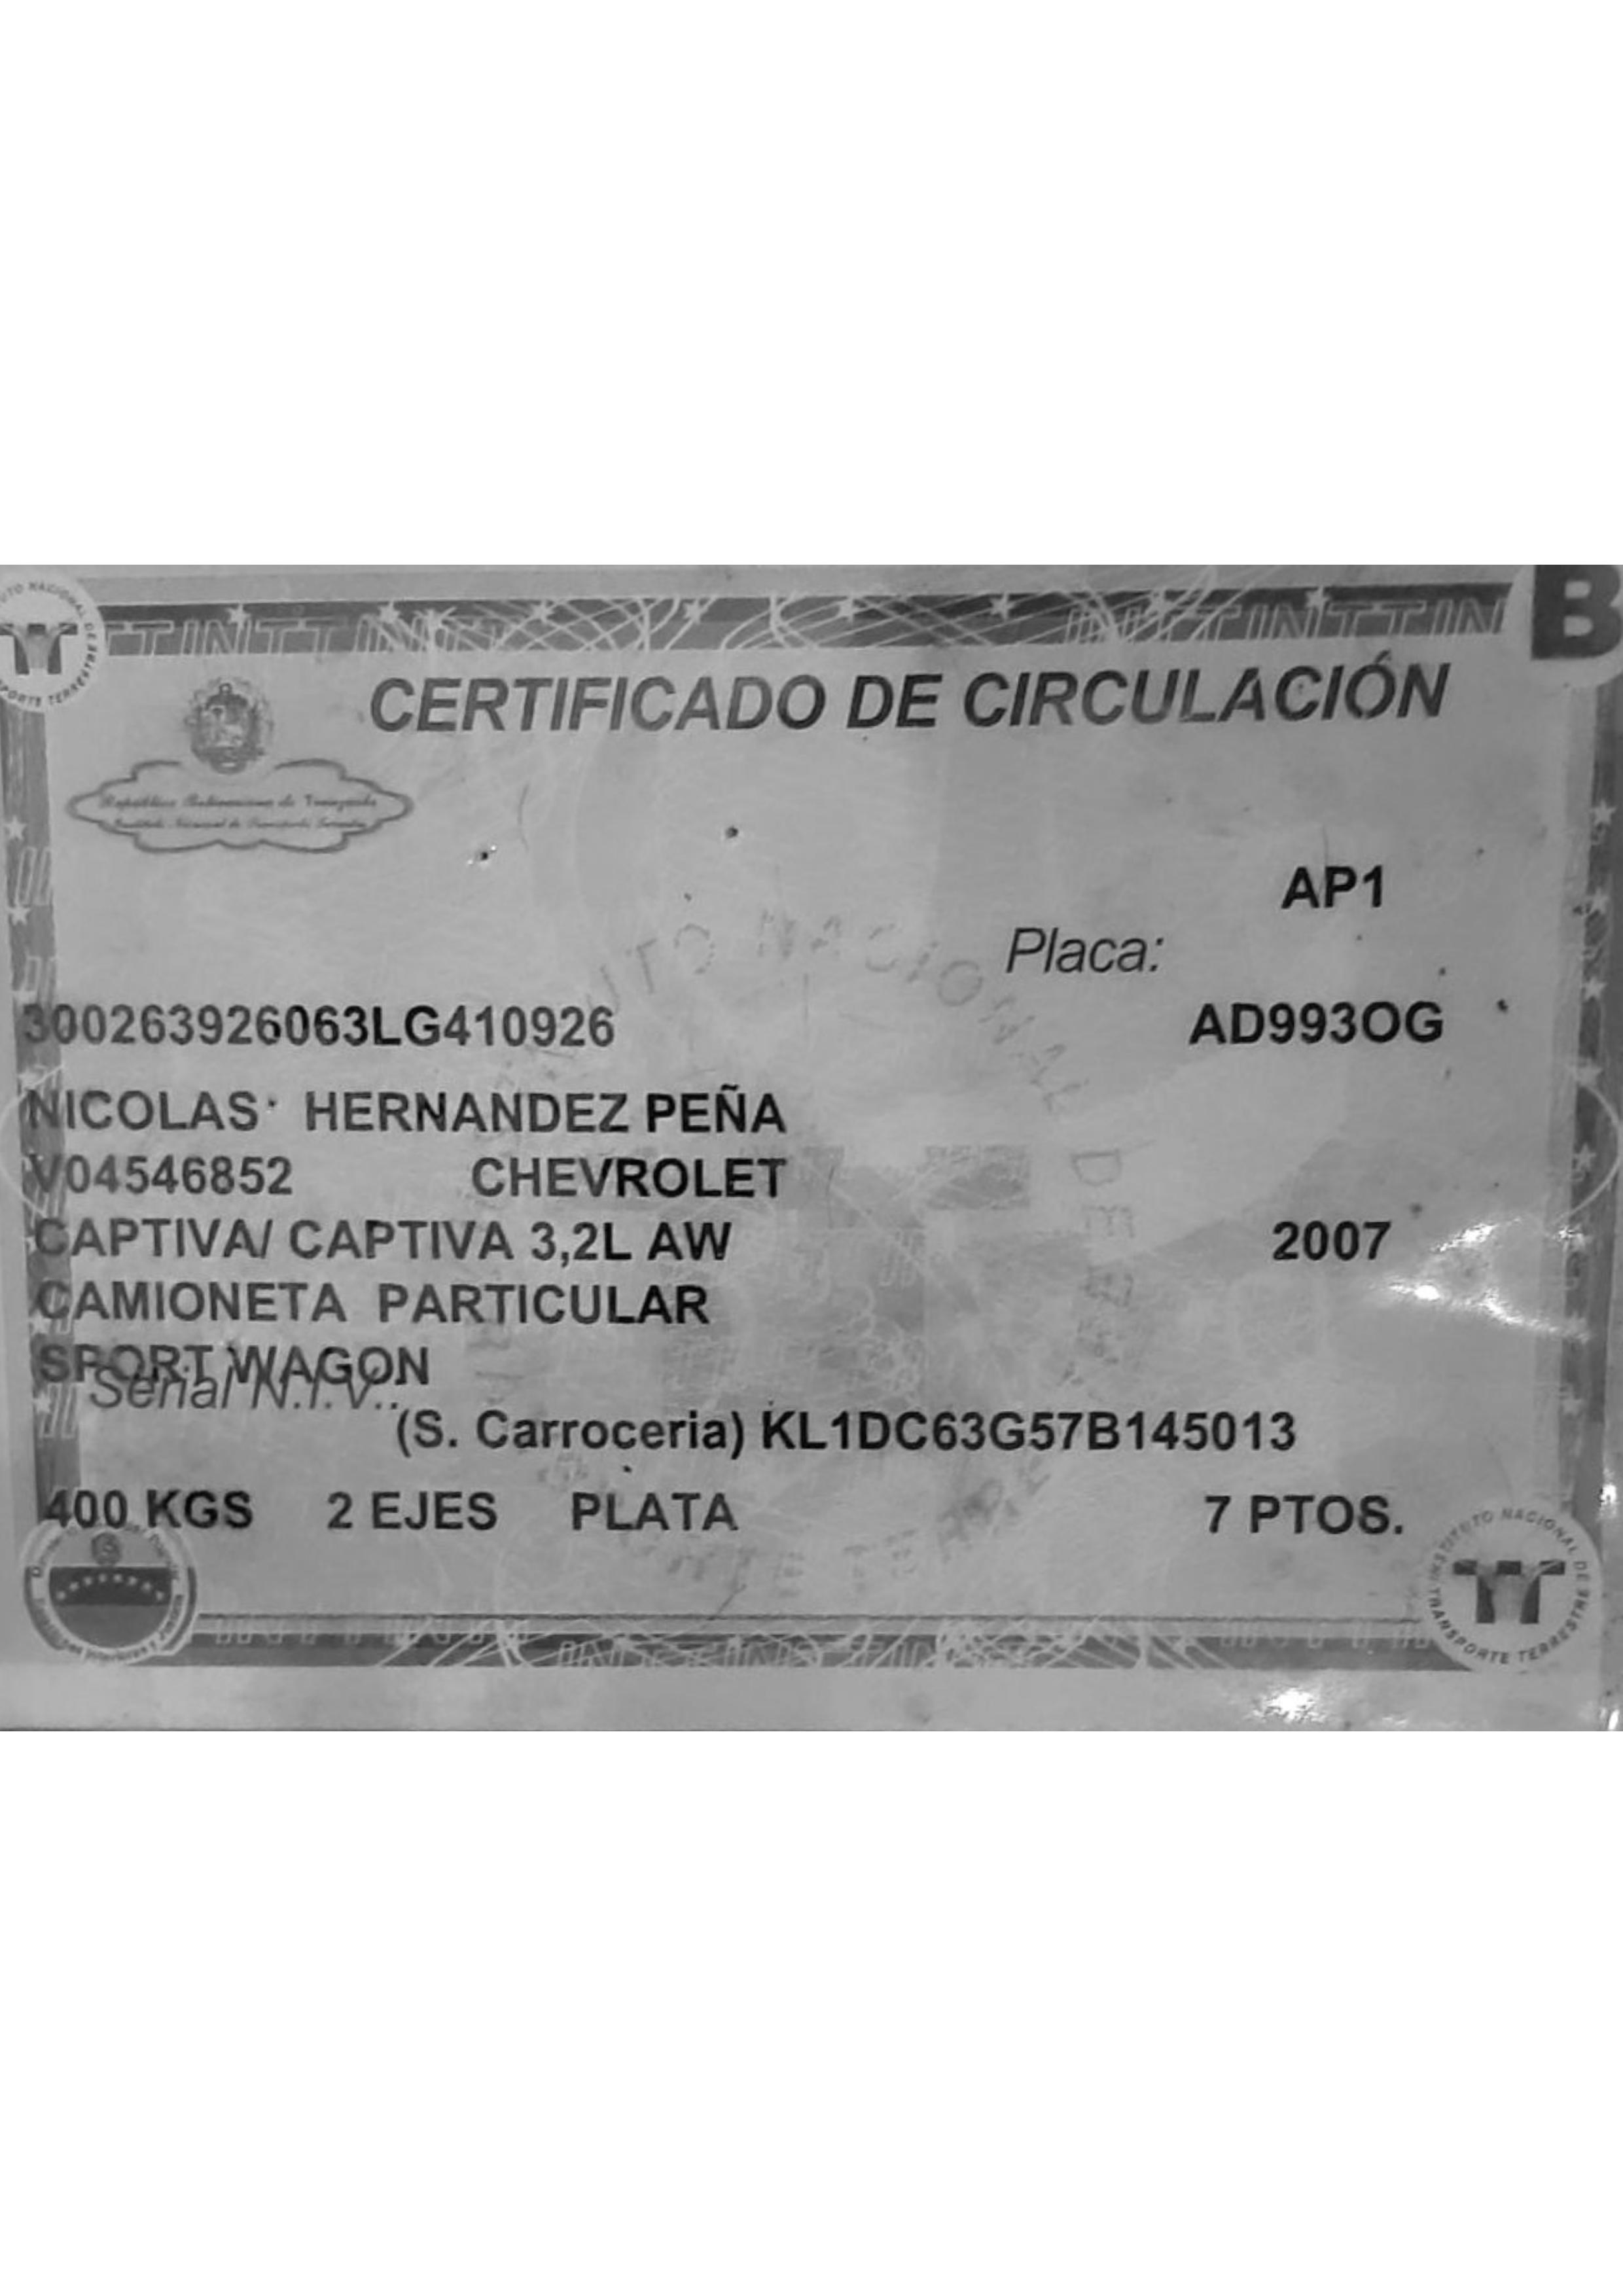 INSTITUTO NACIONAL DE TRANSPORTE TERRESTRE
B
CERTIFICADO DE CIRCULACIÓN
República Bolivariana de Venezuela
Instituto Nacional de Transporte Terrestre
AP1
Placa:
300263926063LG410926 AD993OG
NICOLAS HERNANDEZ PEÑA
V04546852 CHEVROLET
CAPTIVA/ CAPTIVA 3,2L AW 2007
CAMIONETA PARTICULAR
SPORT WAGON
Serial N.I.V..
(S. Carroceria) KL1DC63G57B145013
400 KGS 2 EJES PLATA 7 PTOS.
INSTITUTO NACIONAL DE TRANSPORTE TERRESTRE